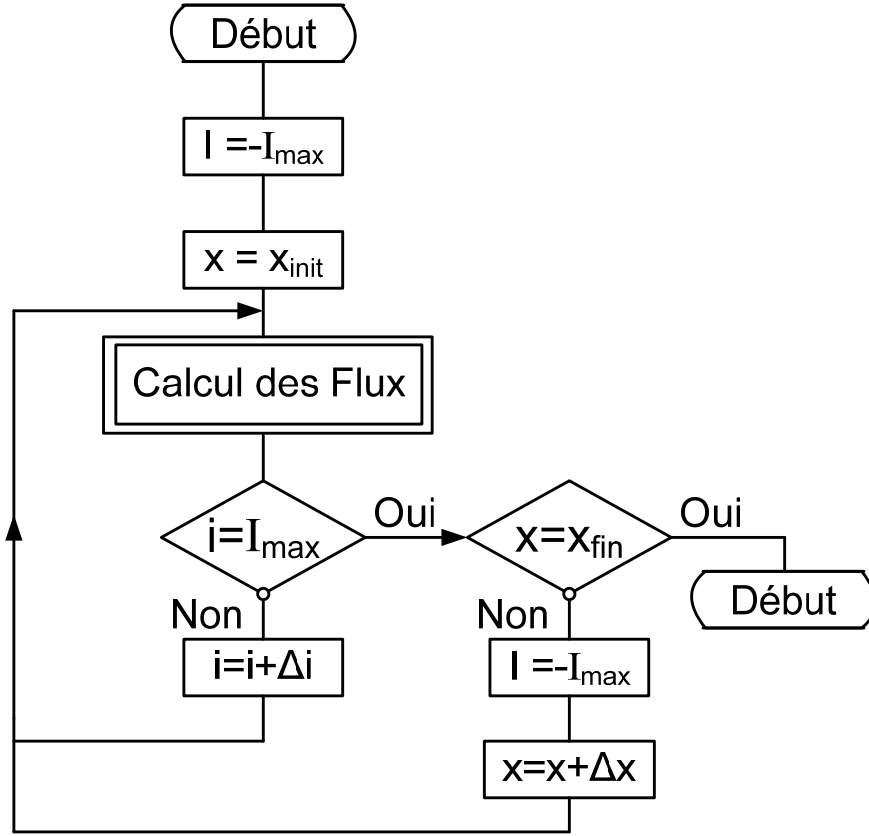 Début
I =-Imax
x = xinit
Calcul des Flux
i=Imax
Oui
x=xfin
Oui
Non
Non
Début
i=i+Δi
I =-Imax
x=x+Δx